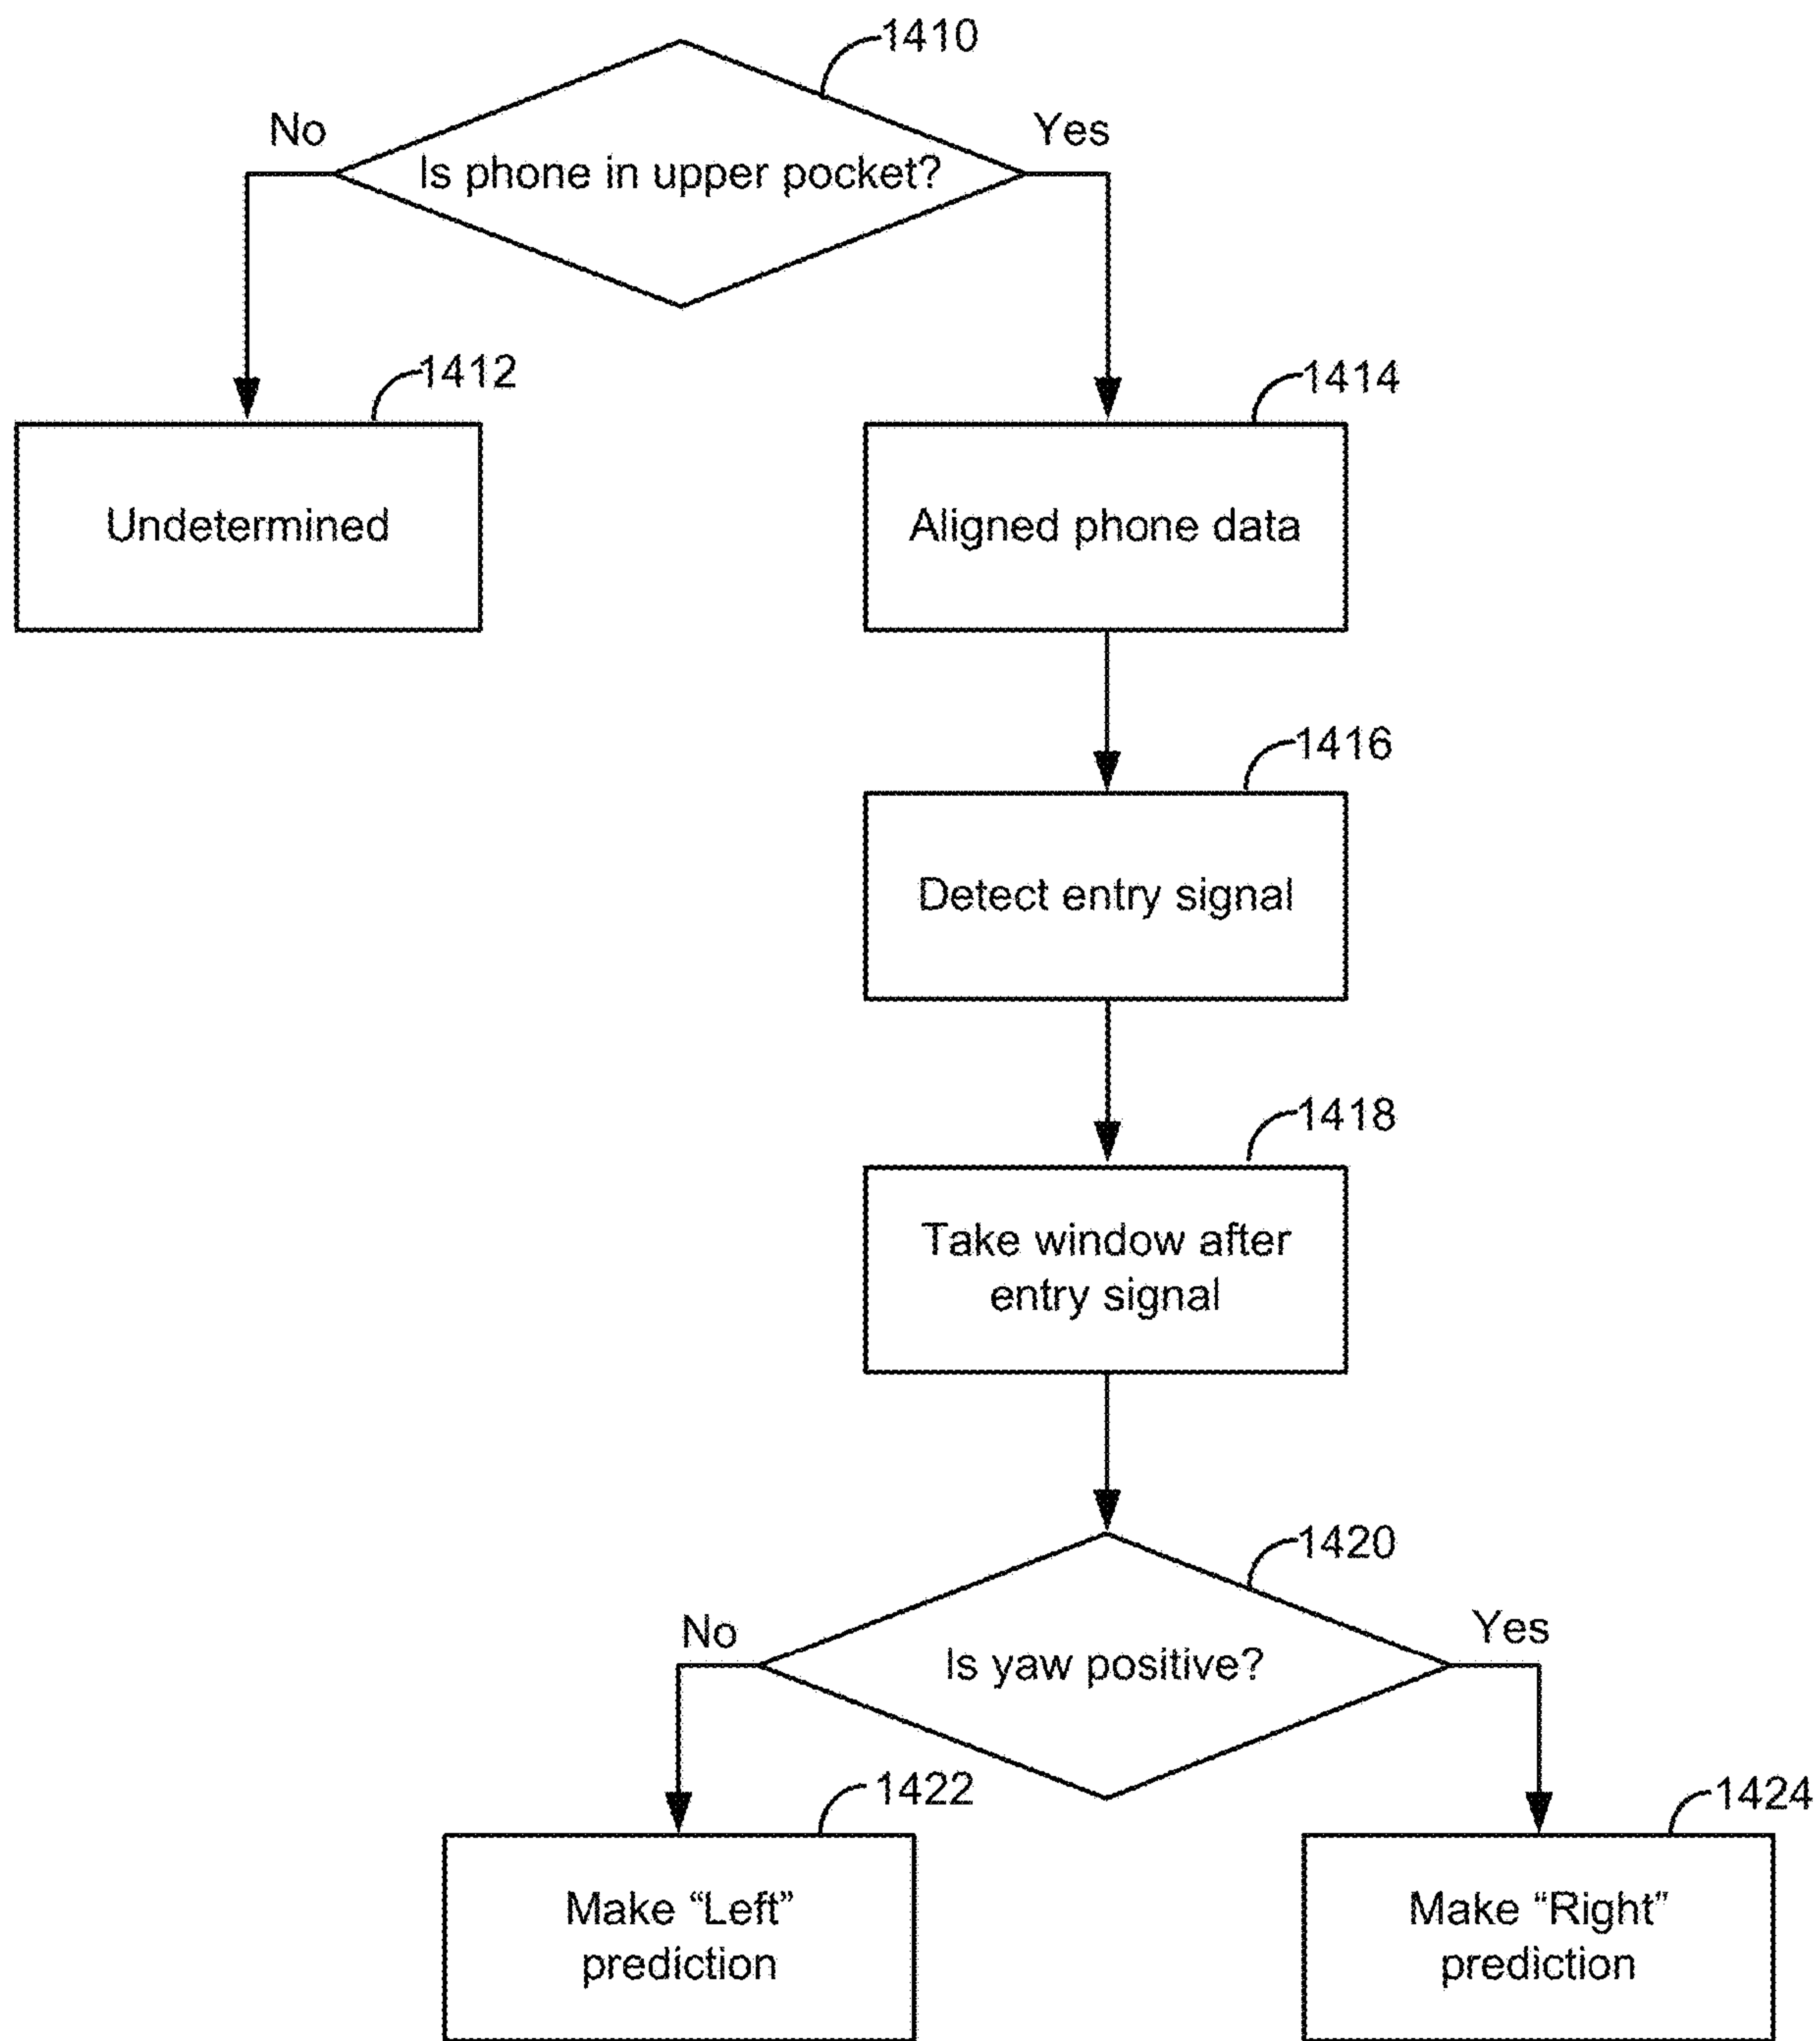 1410
No
Yes
Is phone in upper pocket?
1412
1414
Undetermined
Aligned phone data
1416
Detect entry signal
1418
Take window after
entry signal
1420
No
Yes
Is yaw positive?
1422
1424
Make “Left”
prediction
Make “Right”
prediction